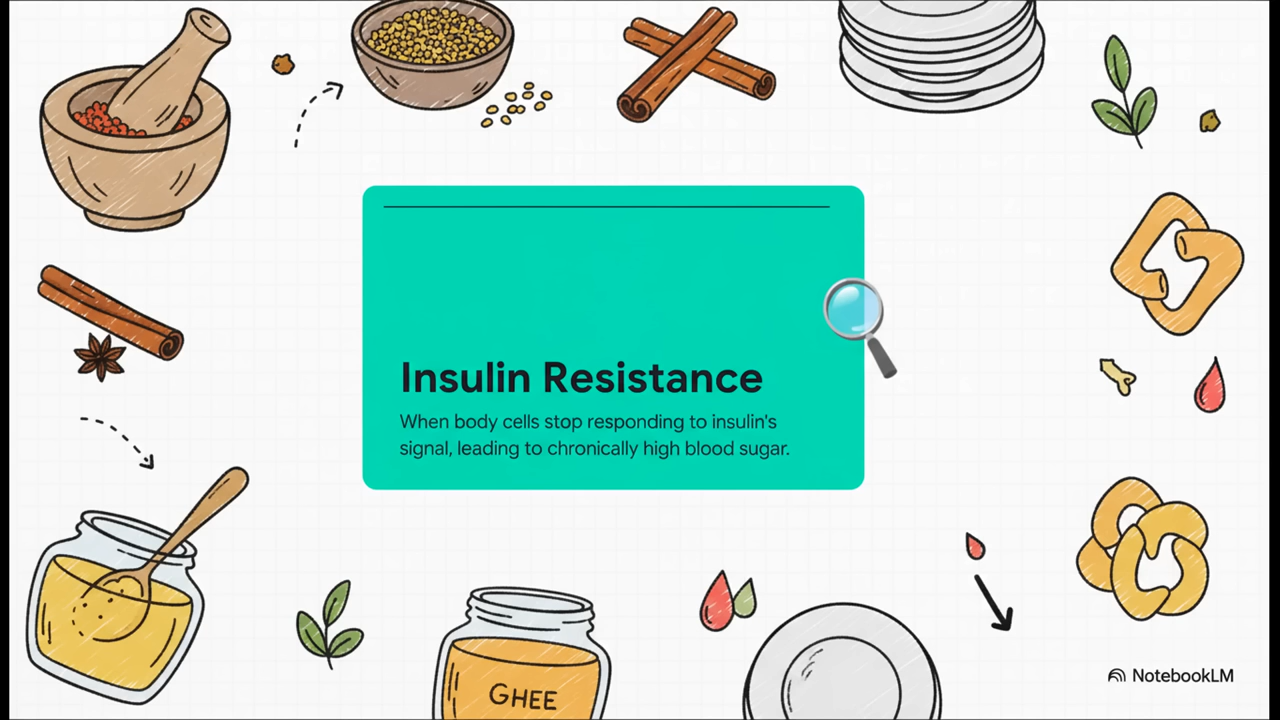 Insulin Resistance
When body cells stop responding to insulin's
signal, leading to chronically high blood sugar.
GHEE
NotebookLM